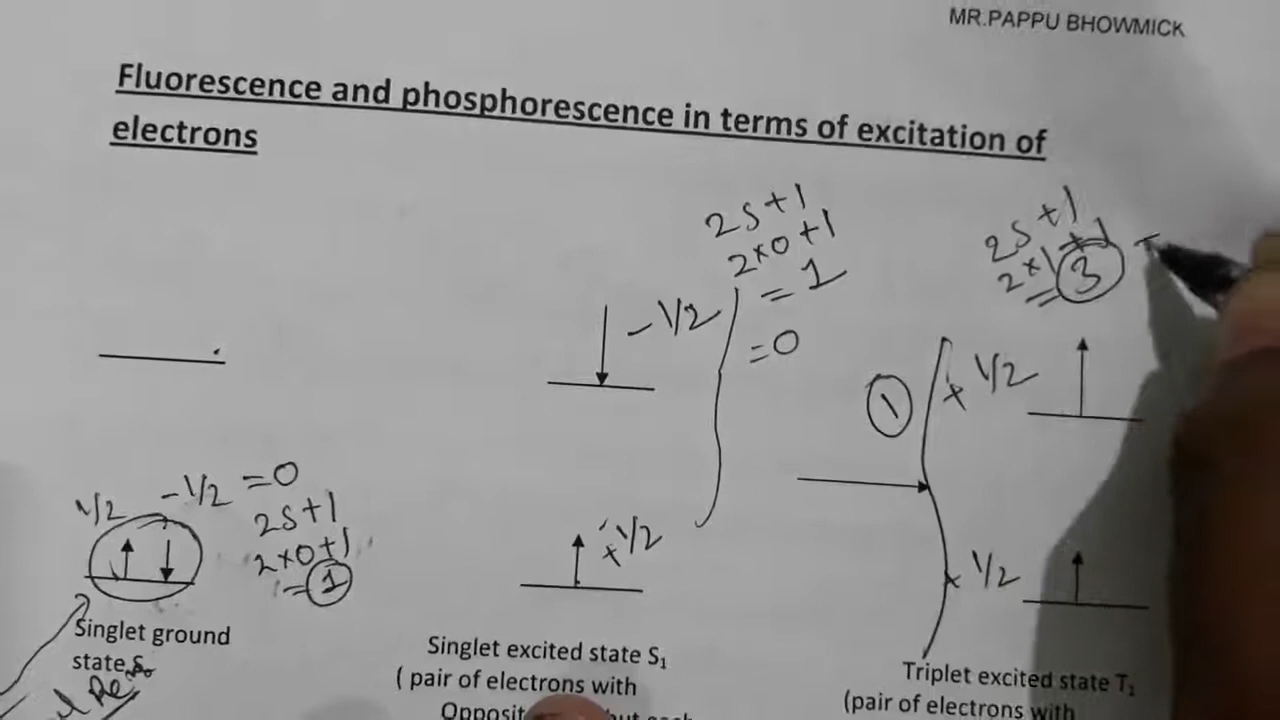 MR.PAPPU BHOWMICK
Fluorescence and phosphorescence in terms of excitation of
electrons
2s+1
2×0+1
=1
-1/2
=0
+1/2
2s+1
2×1+1
=3
1
+1/2
+1/2
1/2 -1/2 =0
2s+1
2×0+1
=1
Singlet ground
state S₀
Singlet excited state S₁
( pair of electrons with
Opposit
Triplet excited state T₁
(pair of electrons with